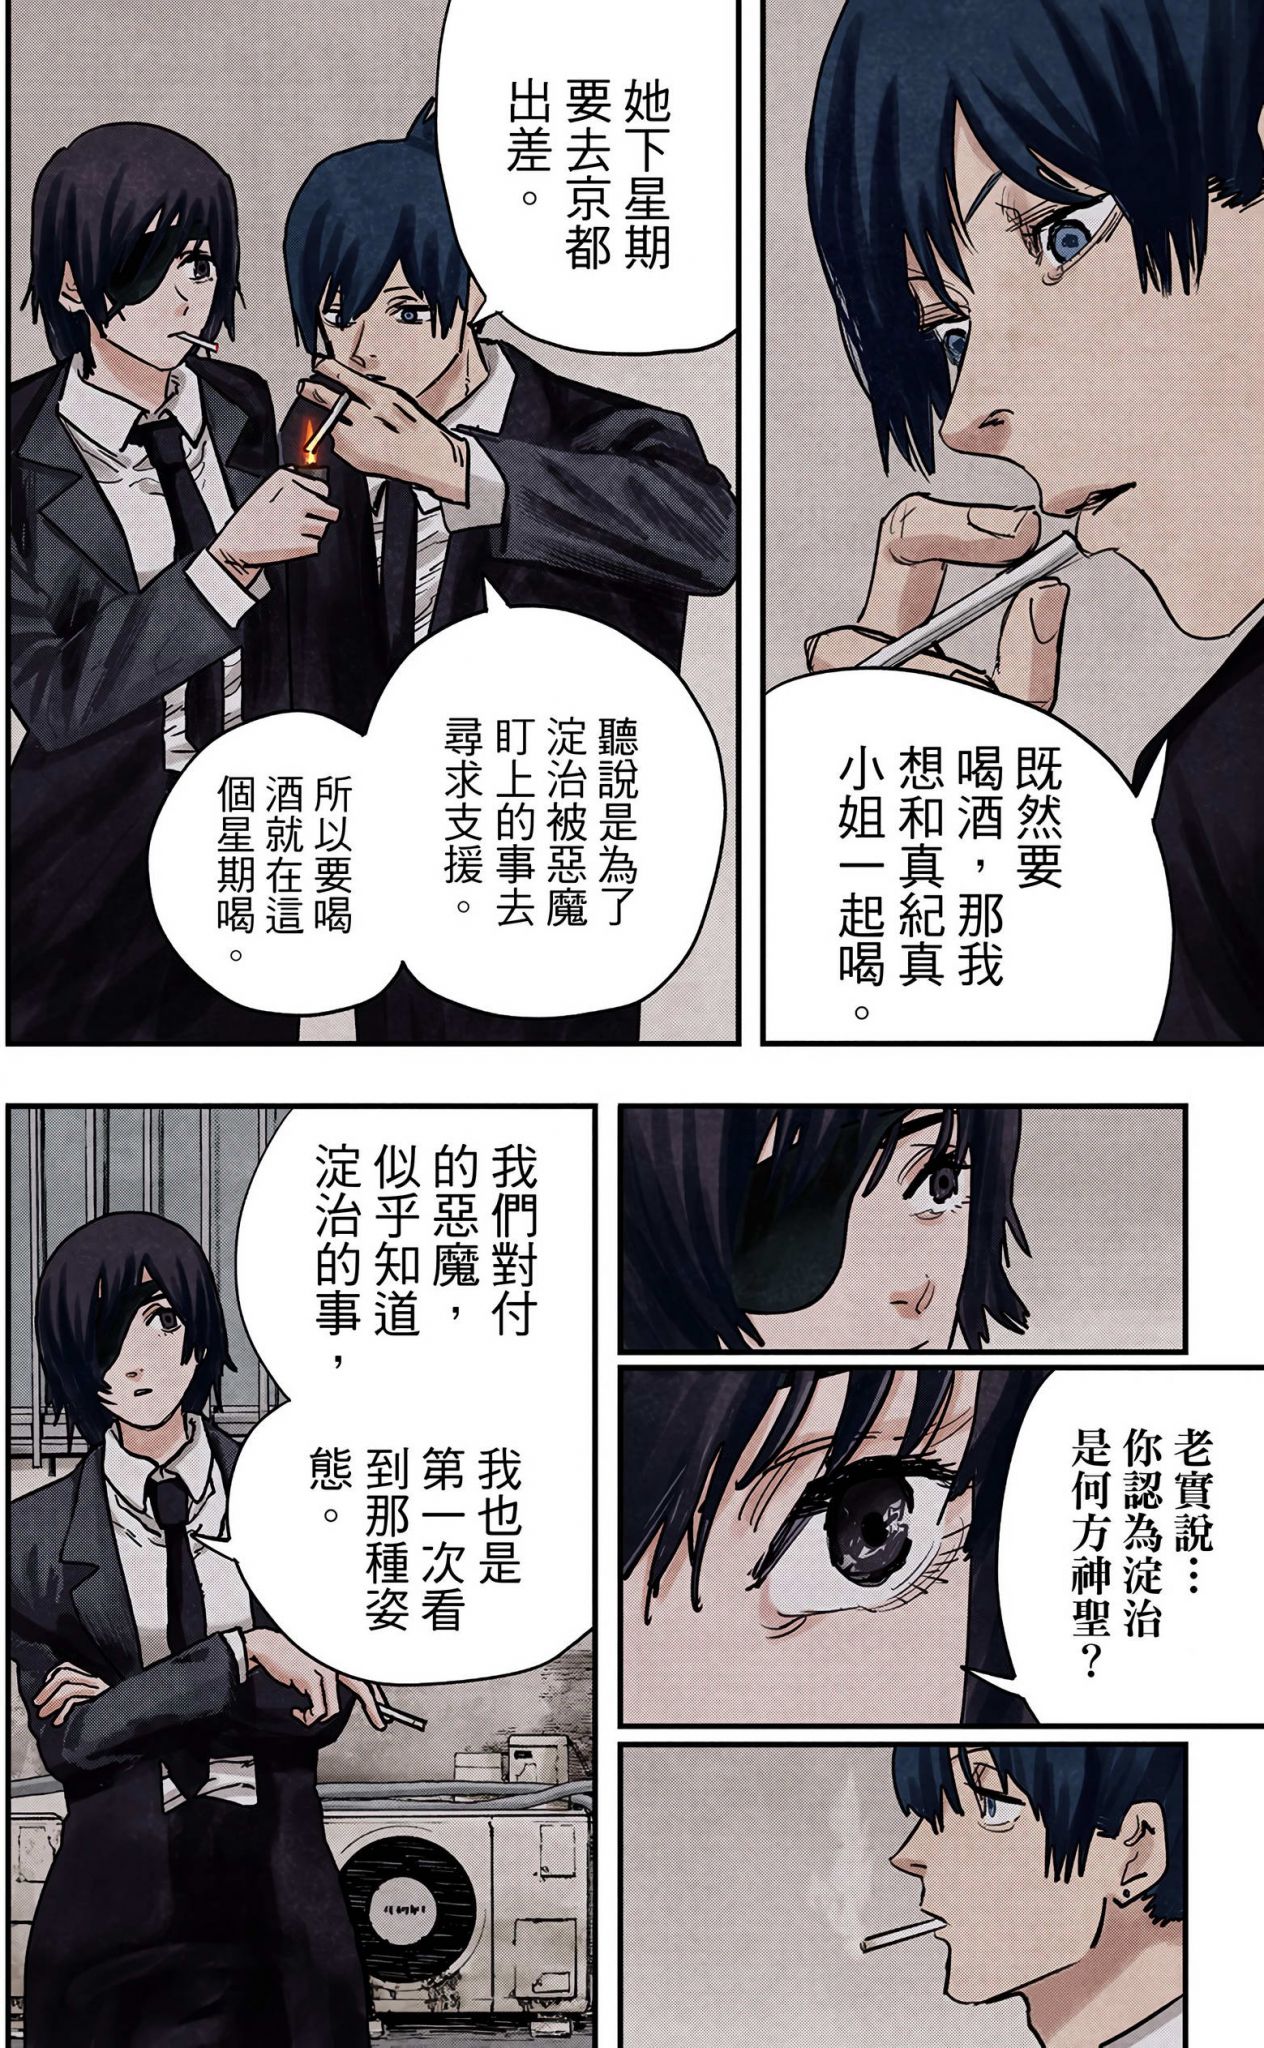 既然要
喝酒，那我
想和真紀真
小姐一起喝。
她下星期
要去京都
出差。
聽說是為了
淀治被惡魔
盯上的事去
尋求支援。
所以要喝
酒就在這
個星期喝。
老實說…
你認為淀治
是何方神聖？
我們對付
的惡魔，
似乎知道
淀治的事，
我也是
第一次看
到那種姿
態。